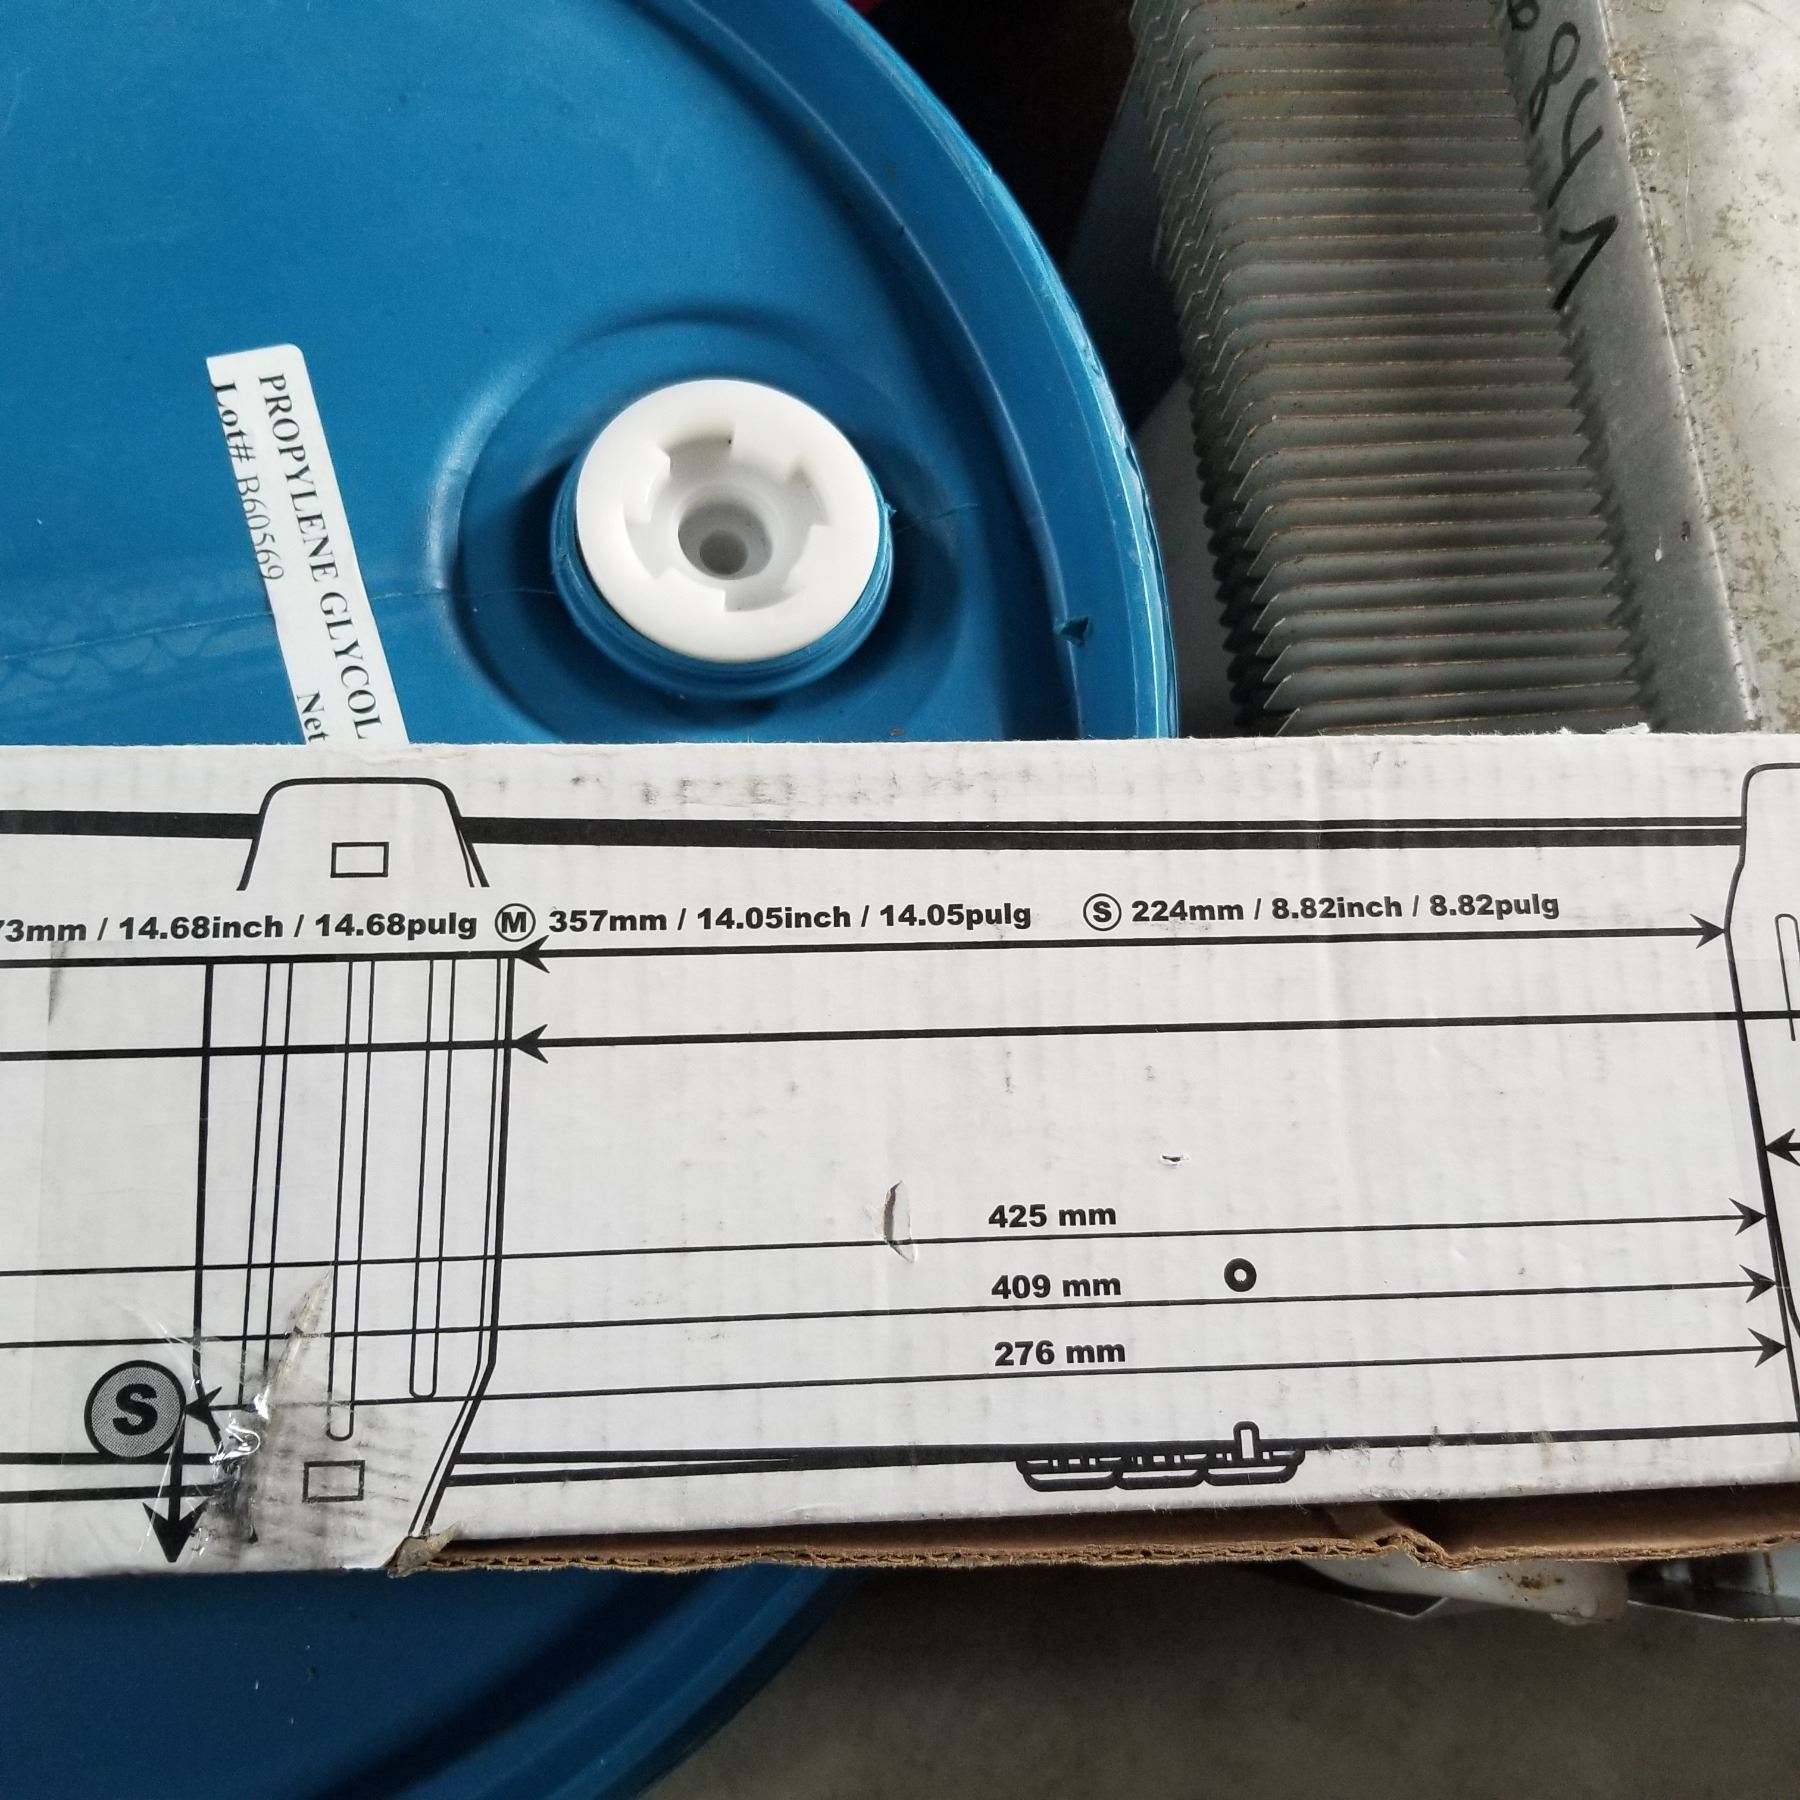 PROPYLENE GLYCOL
Lot# B60569
Net
73mm / 14.68inch / 14.68pulg Ⓜ 357mm / 14.05inch / 14.05pulg Ⓢ 224mm / 8.82inch / 8.82pulg
425 mm
409 mm
276 mm
S